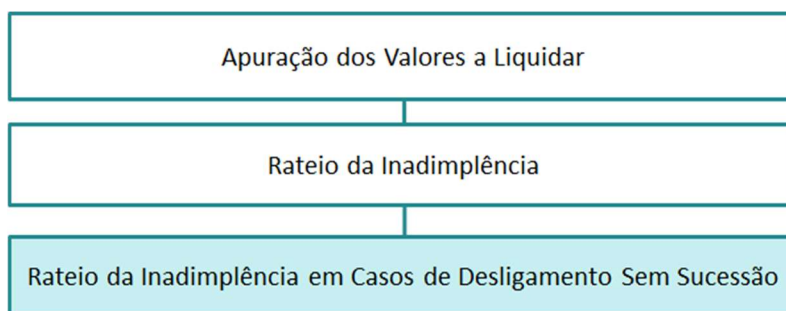 Apuração dos Valores a Liquidar
Rateio da Inadimplência
Rateio da Inadimplência em Casos de Desligamento Sem Sucessão